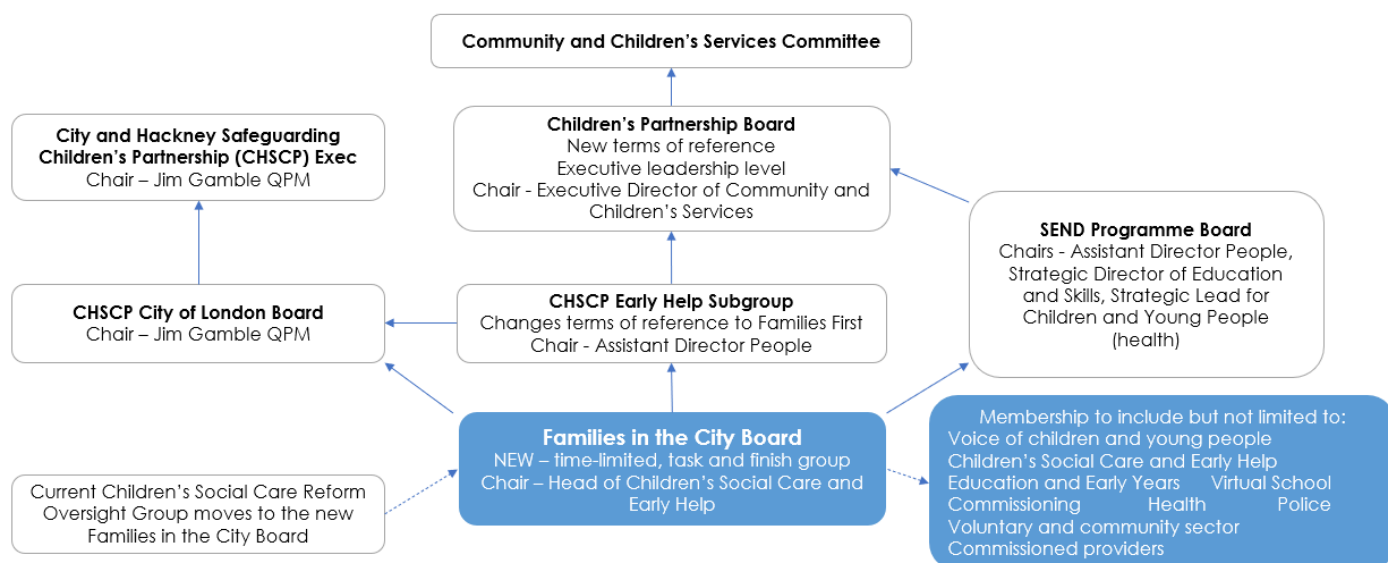 Community and Children’s Services Committee
City and Hackney Safeguarding
Children’s Partnership (CHSCP) Exec
Chair – Jim Gamble QPM
Children’s Partnership Board
New terms of reference
Executive leadership level
Chair - Executive Director of Community and
Children’s Services
SEND Programme Board
Chairs - Assistant Director People,
Strategic Director of Education
and Skills, Strategic Lead for
Children and Young People
(health)
CHSCP City of London Board
Chair – Jim Gamble QPM
CHSCP Early Help Subgroup
Changes terms of reference to Families First
Chair - Assistant Director People
Families in the City Board
NEW – time-limited, task and finish group
Chair – Head of Children’s Social Care and
Early Help
Membership to include but not limited to:
Voice of children and young people
Children’s Social Care and Early Help
Education and Early Years Virtual School
Commissioning Health Police
Voluntary and community sector
Commissioned providers
Current Children’s Social Care Reform
Oversight Group moves to the new
Families in the City Board